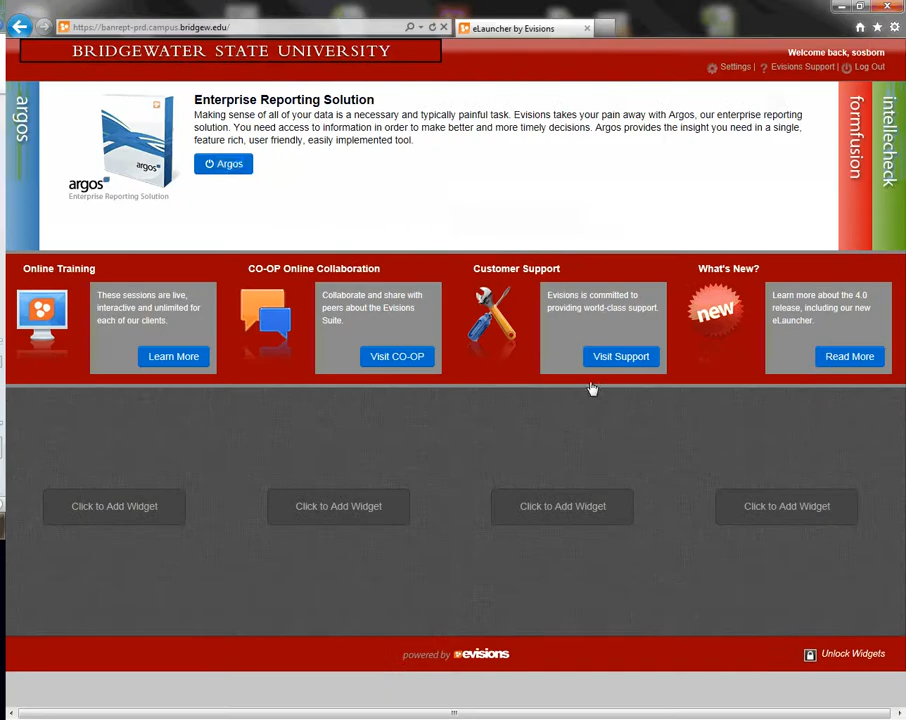 https://banrept-prd.campus.bridgew.edu/
eLauncher by Evisions
BRIDGEWATER STATE UNIVERSITY
Welcome back, sosborn
Settings | ? Evisions Support | Log Out
argos
argos
argos
Enterprise Reporting Solution
Enterprise Reporting Solution
Making sense of all of your data is a necessary and typically painful task. Evisions takes your pain away with Argos, our enterprise reporting
solution. You need access to information in order to make better and more timely decisions. Argos provides the insight you need in a single,
feature rich, user friendly, easily implemented tool.
Argos
formfusion
intellecheck
Online Training
These sessions are live,
interactive and unlimited for
each of our clients.
Learn More
CO-OP Online Collaboration
Collaborate and share with
peers about the Evisions
Suite.
Visit CO-OP
Customer Support
Evisions is committed to
providing world-class support.
Visit Support
What's New?
new
Learn more about the 4.0
release, including our new
eLauncher.
Read More
Click to Add Widget
Click to Add Widget
Click to Add Widget
Click to Add Widget
powered by evisions
Unlock Widgets